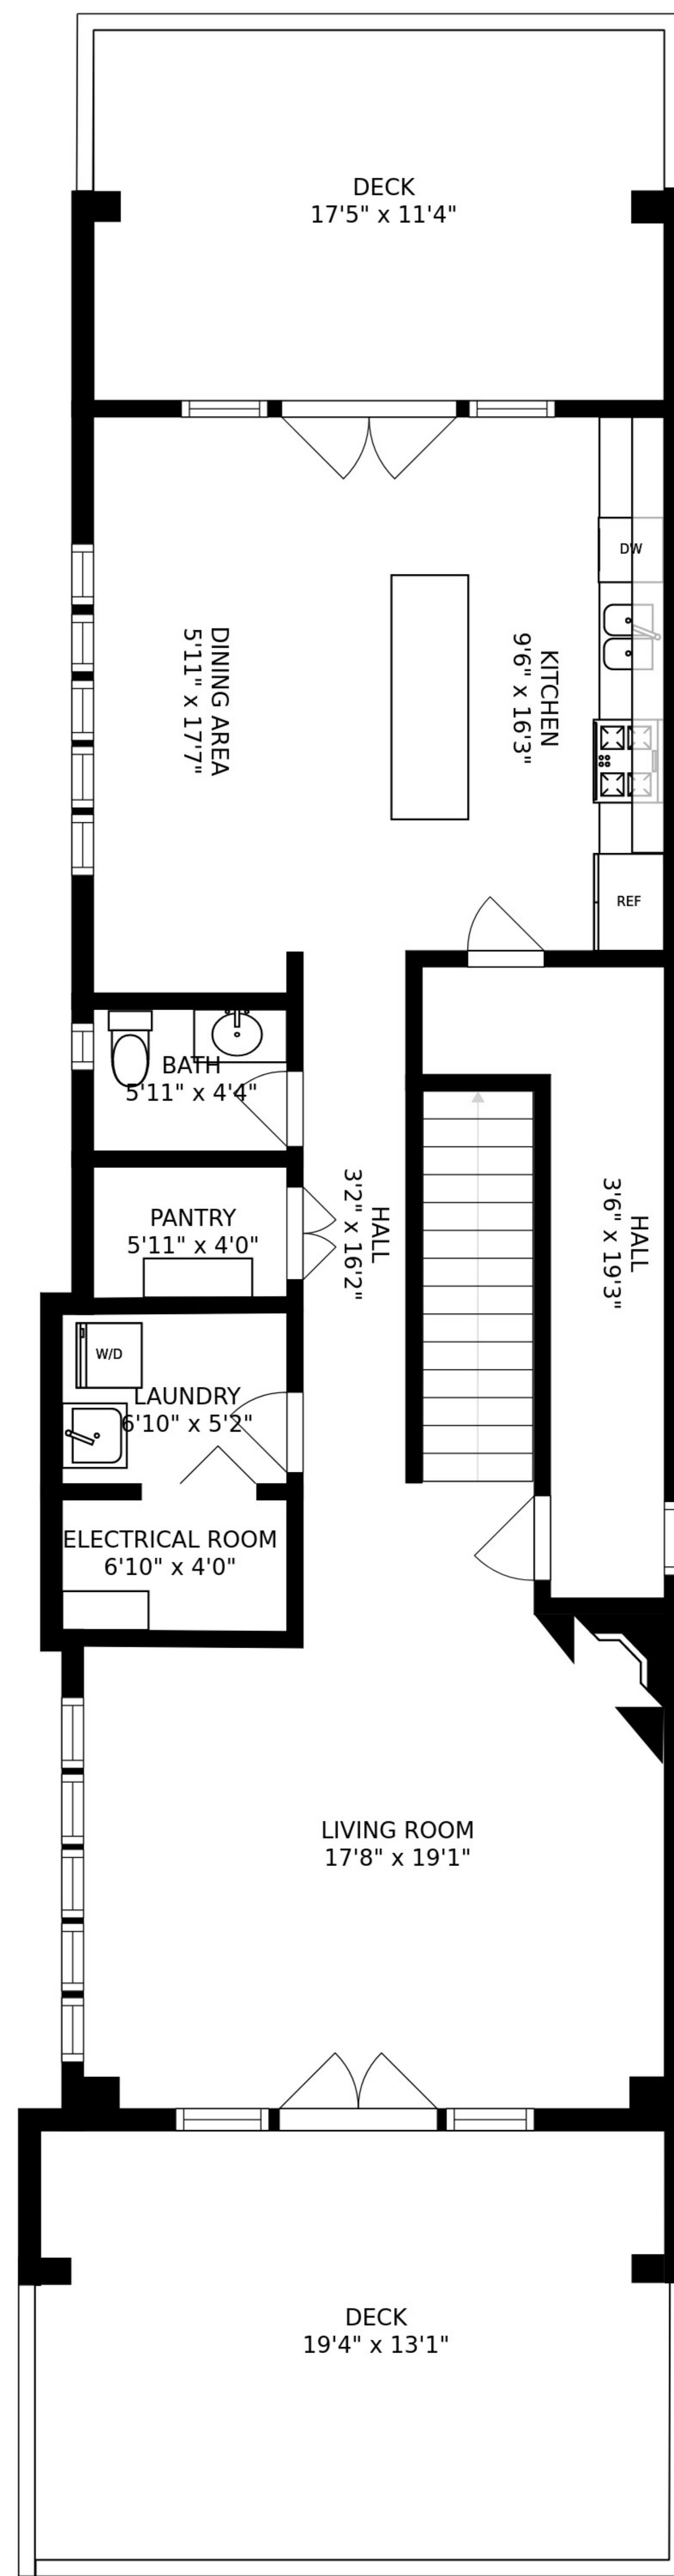 DECK
17'5" x 11'4"
DW
DINING AREA
5'11" x 17'7"
KITCHEN
9'6" x 16'3"
REF
BATH
5'11" x 4'4"
PANTRY
5'11" x 4'0"
HALL
3'2" x 16'2"
HALL
3'6" x 19'3"
W/D
LAUNDRY
6'10" x 5'2"
ELECTRICAL ROOM
6'10" x 4'0"
LIVING ROOM
17'8" x 19'1"
DECK
19'4" x 13'1"